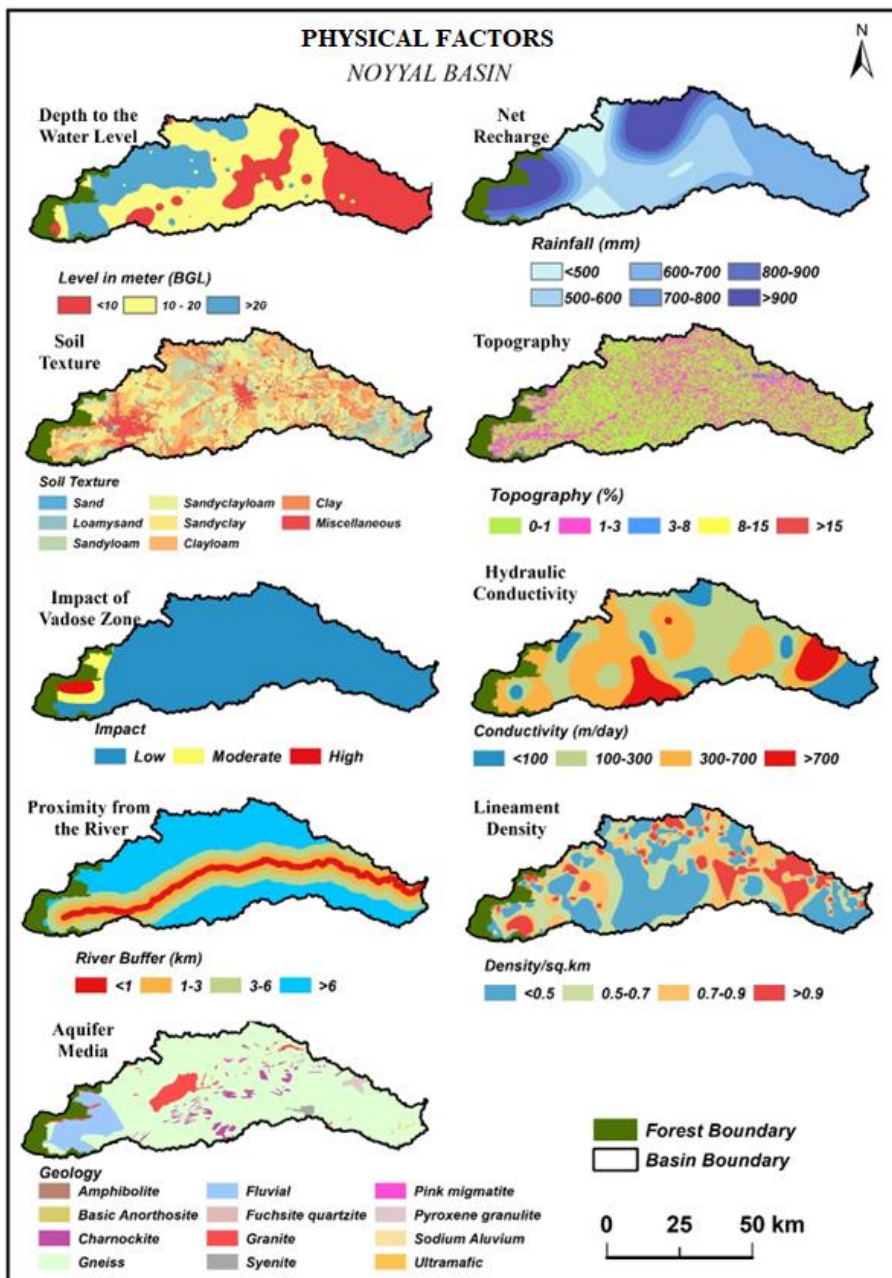 PHYSICAL FACTORS
NOYYAL BASIN
N
Depth to the
Water Level
Level in meter (BGL)
<10 10 - 20 >20
Net
Recharge
Rainfall (mm)
<500 600-700 800-900
500-600 700-800 >900
Soil
Texture
Soil Texture
Sand Sandyclayloam Clay
Loamysand Sandyclay Miscellaneous
Sandyloam Clayloam
Topography
Topography (%)
0-1 1-3 3-8 8-15 >15
Impact of
Vadose Zone
Impact
Low Moderate High
Hydraulic
Conductivity
Conductivity (m/day)
<100 100-300 300-700 >700
Proximity from
the River
River Buffer (km)
<1 1-3 3-6 >6
Lineament
Density
Density/sq.km
<0.5 0.5-0.7 0.7-0.9 >0.9
Aquifer
Media
Geology
Amphibolite Fluvial Pink migmatite
Basic Anorthosite Fuchsite quartzite Pyroxene granulite
Charnockite Granite Sodium Aluvium
Gneiss Syenite Ultramafic
Forest Boundary
Basin Boundary
0 25 50 km